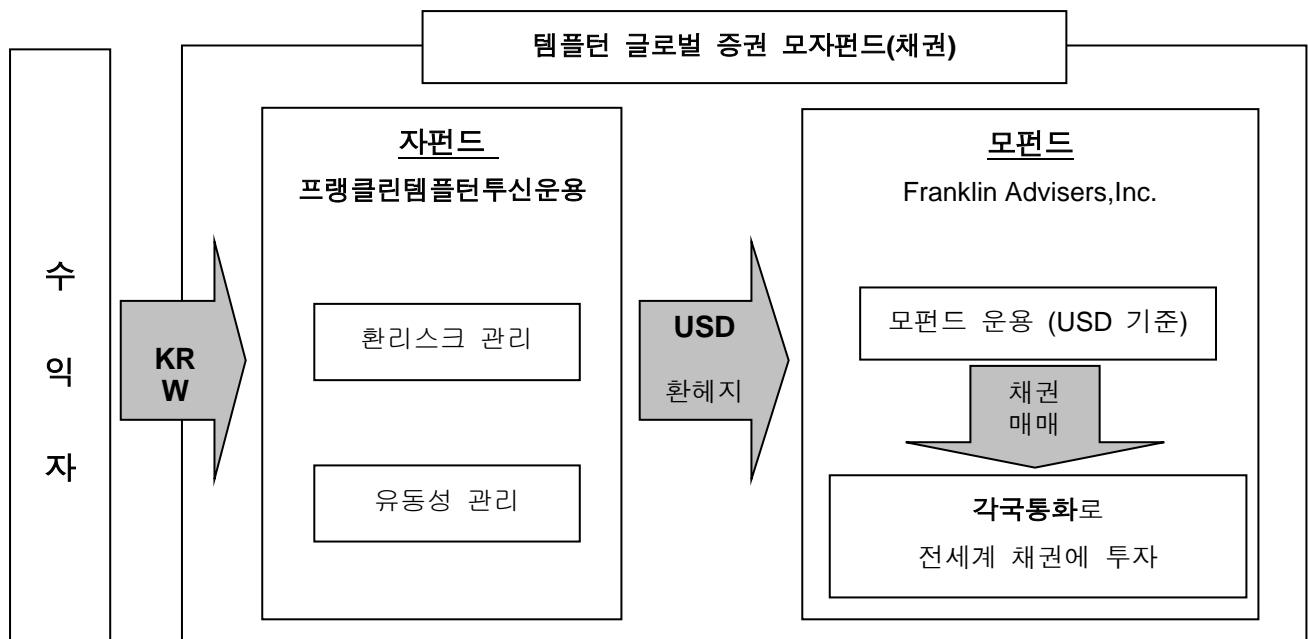 템플턴 글로벌 증권 모자펀드(채권)
수
익
자
KR
W
자펀드
프랭클린템플턴투신운용
환리스크 관리
유동성 관리
USD
환헤지
모펀드
Franklin Advisers,Inc.
모펀드 운용 (USD 기준)
채권
매매
각국통화로
전세계 채권에 투자